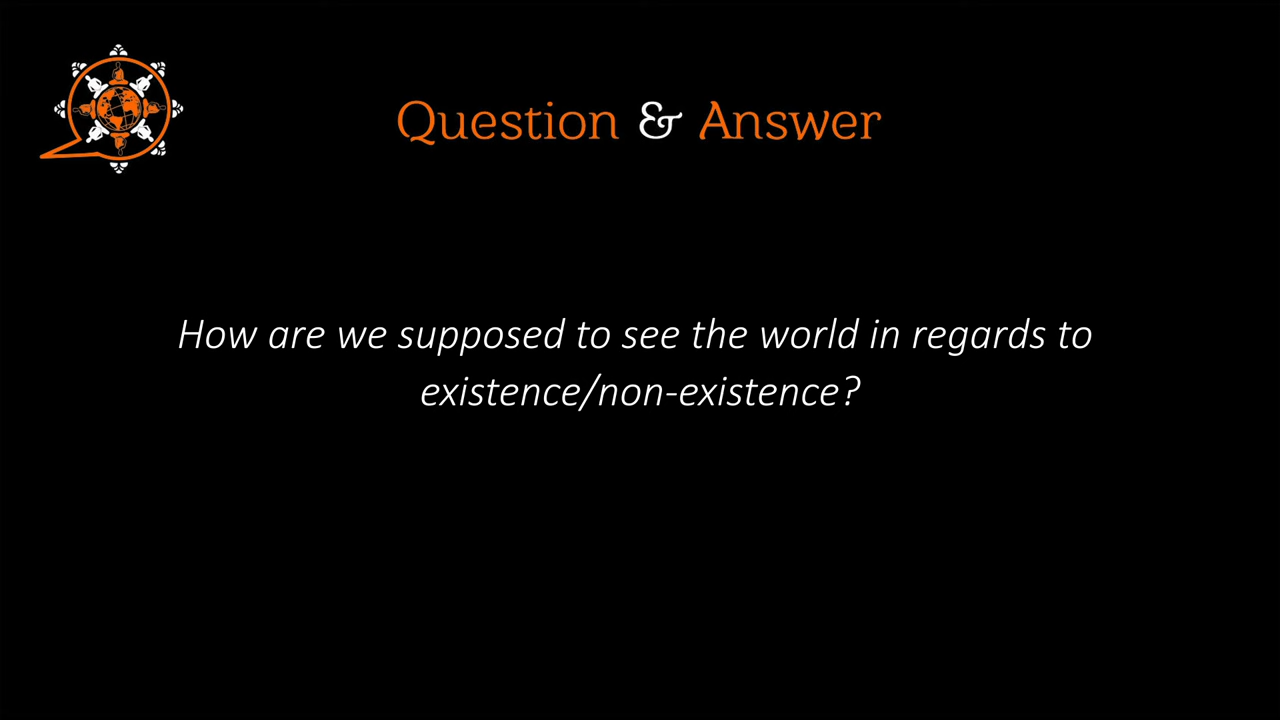 Question & Answer
How are we supposed to see the world in regards to
existence/non-existence?